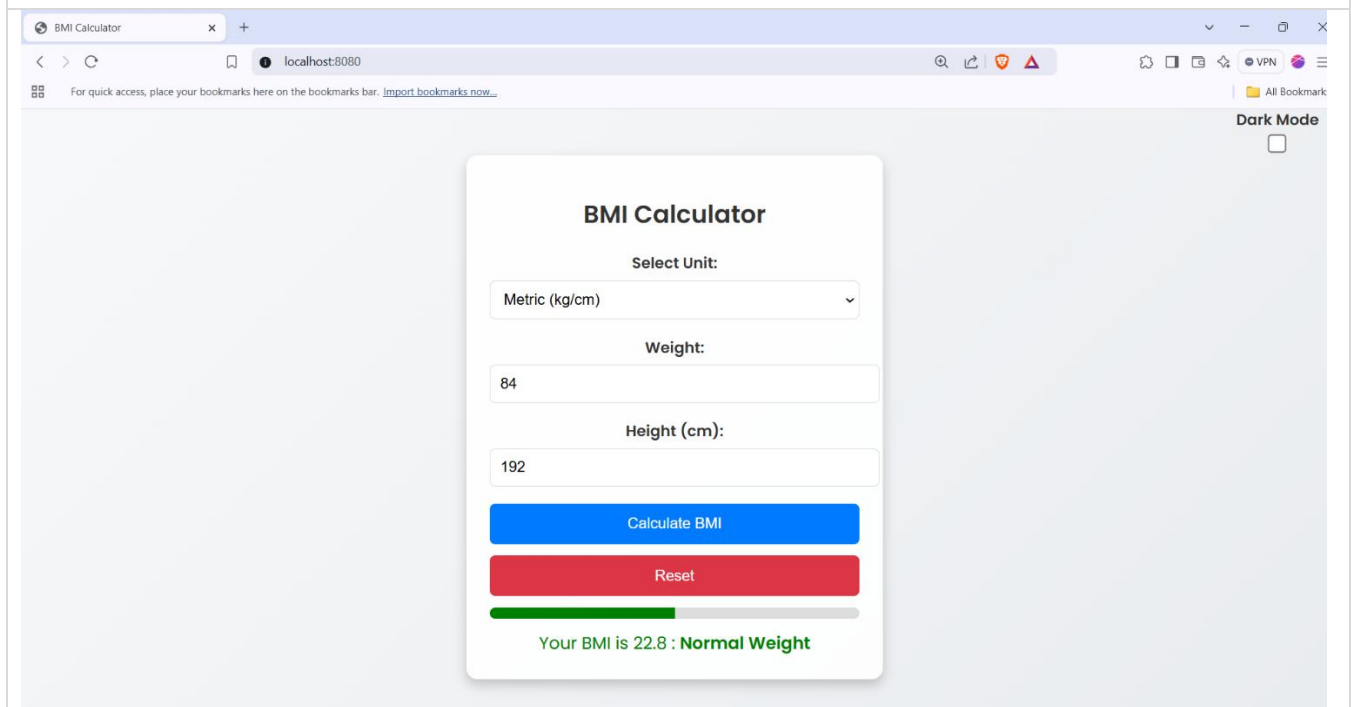 BMI Calculator
localhost:8080
VPN
For quick access, place your bookmarks here on the bookmarks bar. Import bookmarks now...
All Bookmark
Dark Mode
BMI Calculator
Select Unit:
Metric (kg/cm)
Weight:
84
Height (cm):
192
Calculate BMI
Reset
Your BMI is 22.8 : Normal Weight